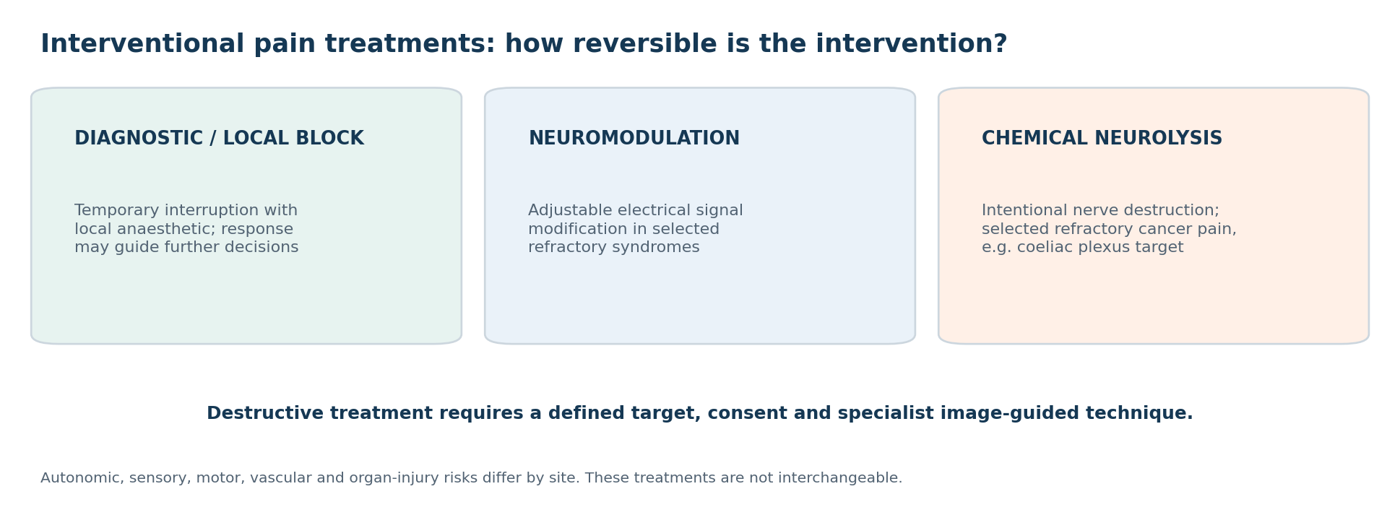 Interventional pain treatments: how reversible is the intervention?
DIAGNOSTIC / LOCAL BLOCK
Temporary interruption with
local anaesthetic; response
may guide further decisions
NEUROMODULATION
Adjustable electrical signal
modification in selected
refractory syndromes
CHEMICAL NEUROLYSIS
Intentional nerve destruction;
selected refractory cancer pain,
e.g. coeliac plexus target
Destructive treatment requires a defined target, consent and specialist image-guided technique.
Autonomic, sensory, motor, vascular and organ-injury risks differ by site. These treatments are not interchangeable.